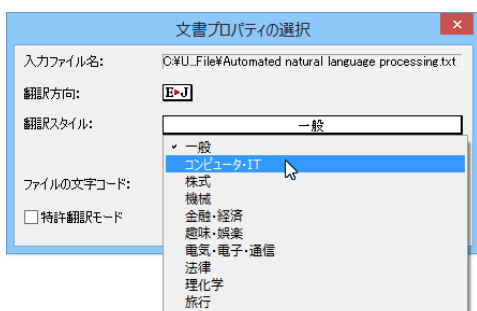 文書プロパティの選択
入力ファイル名: C:¥U...File¥Automated natural language processing.txt
翻訳方向: E▸J
翻訳スタイル: 一般
✓ 一般
コンピュータ・IT
ファイルの文字コード: 株式
機械
特許翻訳モード 金融・経済
趣味・娯楽
電気・電子・通信
法律
理化学
旅行